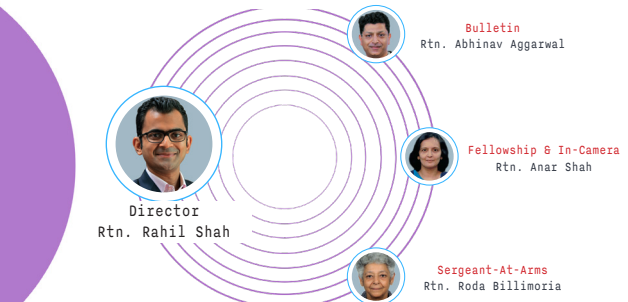 Bulletin
Rtn. Abhinav Aggarwal
Fellowship & In-Camera
Rtn. Anar Shah
Director
Rtn. Rahil Shah
Sergeant-At-Arms
Rtn. Roda Billimoria